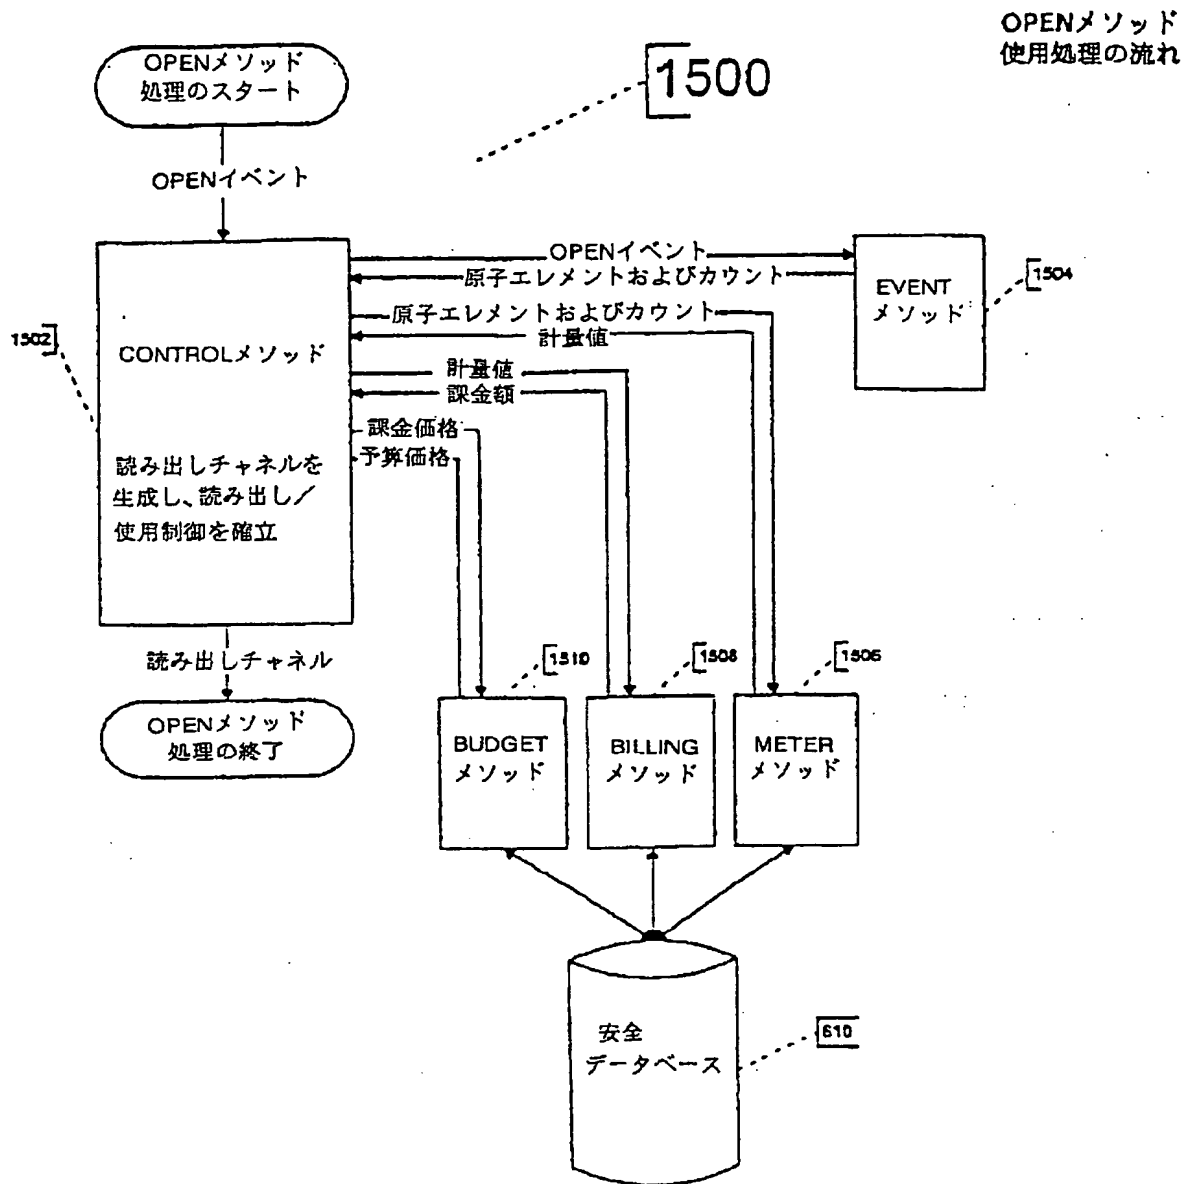 OPENメソッド
使用処理の流れ
OPENメソッド
処理のスタート
1500
OPENイベント
OPENイベント
原子エレメントおよびカウント
EVENT
メソッド
1504
原子エレメントおよびカウント
計量値
1502
CONTROLメソッド
計量値
課金額
課金価格
予算価格
読み出しチャネルを
生成し、読み出し／
使用制御を確立
読み出しチャネル
1510
1508
1506
OPENメソッド
処理の終了
BUDGET
メソッド
BILLING
メソッド
METER
メソッド
安全
データベース
610